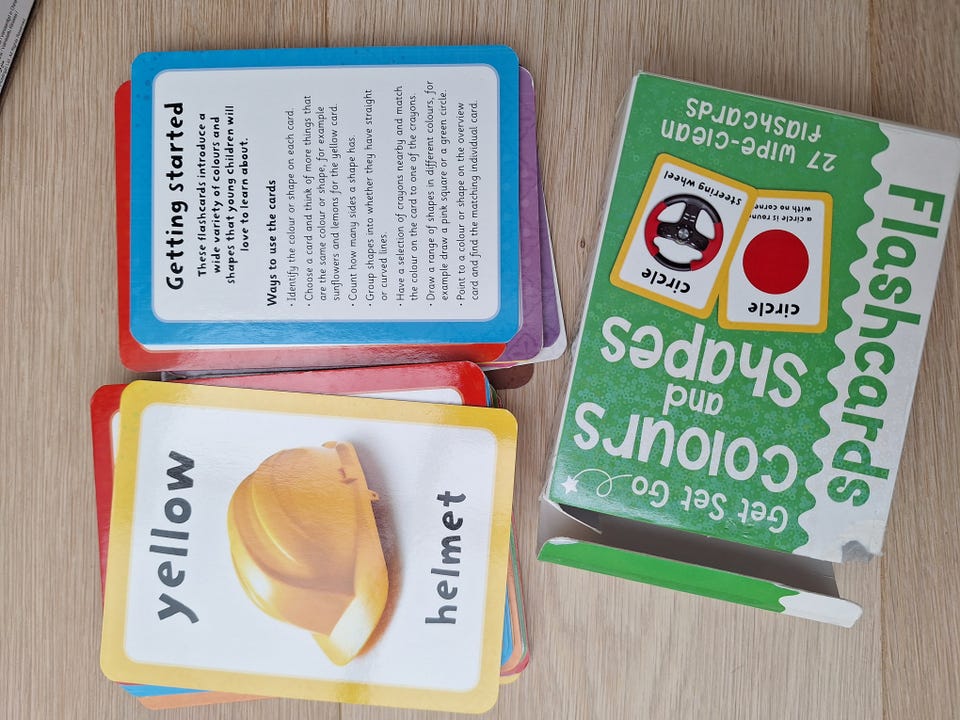 Getting started
These flashcards introduce a
wide variety of colours and
shapes that young children will
love to learn about.
Ways to use the cards
• Identify the colour or shape on each card.
• Choose a card and think of more things that
are the same colour or shape, for example
sunflowers and lemons for the yellow card.
• Count how many sides a shape has.
• Group shapes into whether they have straight
or curved lines.
• Have a selection of crayons nearby and match
the colour on the card to one of the crayons.
• Draw a range of shapes in different colours, for
example draw a pink square or a green circle.
• Point to a colour or shape on the overview
card and find the matching individual card.
yellow
helmet
Get Set Go
Colours
and
Shapes
circle
a circle is round
with no corne
circle
steering wheel
27 wipe-clean
flashcards
Flashcards
Flashcards